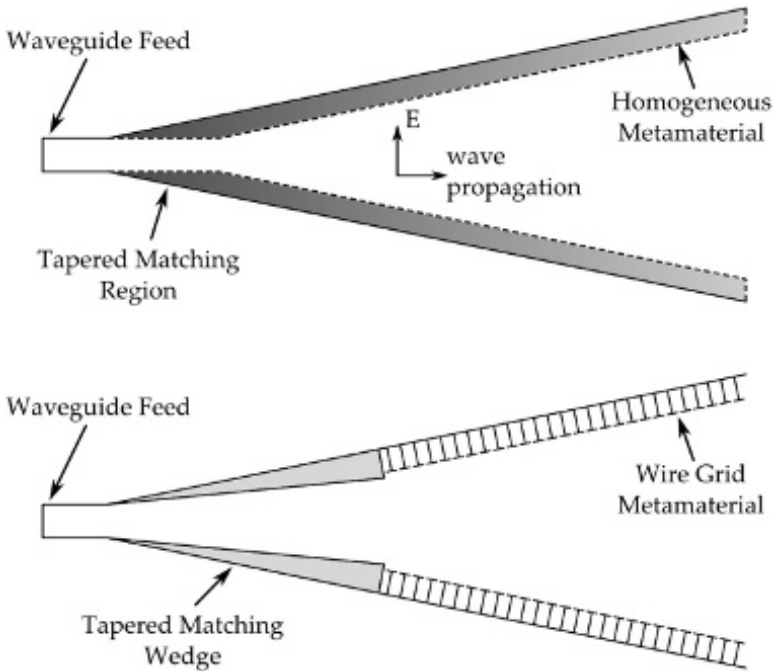 Waveguide Feed
Homogeneous
Metamaterial
E
wave
propagation
Tapered Matching
Region
Waveguide Feed
Wire Grid
Metamaterial
Tapered Matching
Wedge